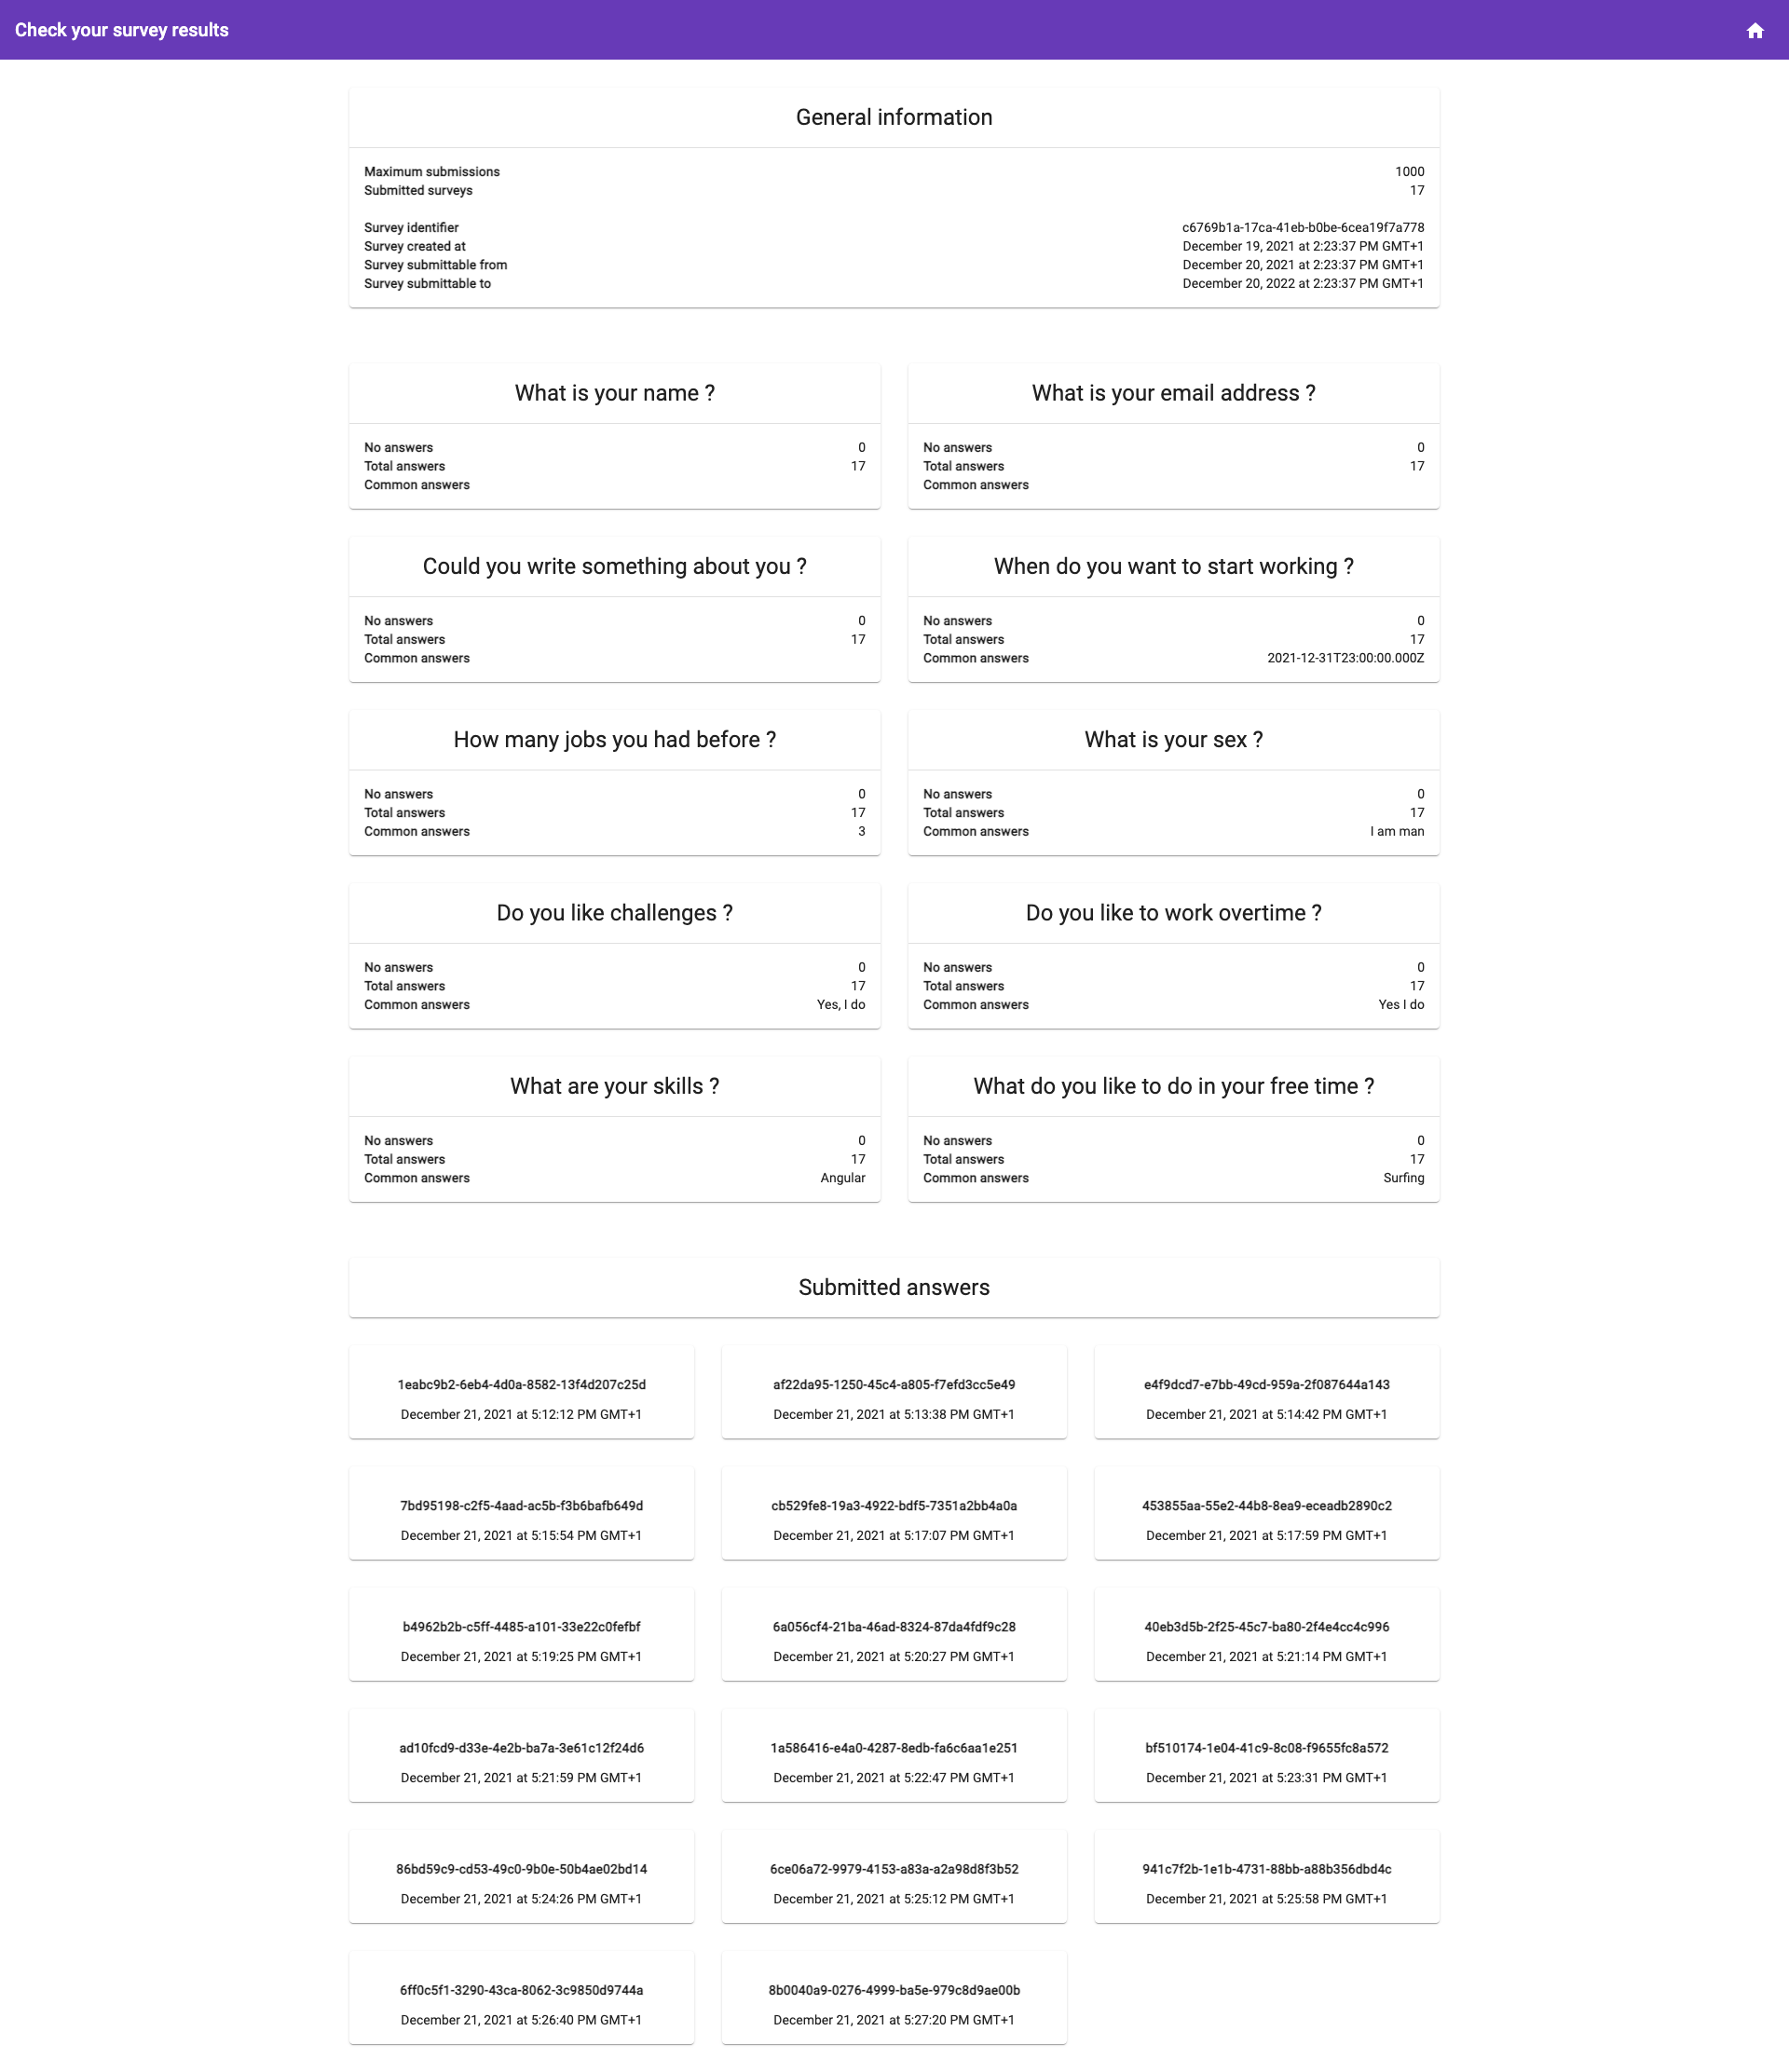 Check your survey results
General information
Maximum submissions 1000
Submitted surveys 17
Survey identifier c6769b1a-17ca-41eb-b0be-6cea19f7a778
Survey created at December 19, 2021 at 2:23:37 PM GMT+1
Survey submittable from December 20, 2021 at 2:23:37 PM GMT+1
Survey submittable to December 20, 2022 at 2:23:37 PM GMT+1
What is your name ?
No answers 0
Total answers 17
Common answers
What is your email address ?
No answers 0
Total answers 17
Common answers
Could you write something about you ?
No answers 0
Total answers 17
Common answers
When do you want to start working ?
No answers 0
Total answers 17
Common answers 2021-12-31T23:00:00.000Z
How many jobs you had before ?
No answers 0
Total answers 17
Common answers 3
What is your sex ?
No answers 0
Total answers 17
Common answers I am man
Do you like challenges ?
No answers 0
Total answers 17
Common answers Yes, I do
Do you like to work overtime ?
No answers 0
Total answers 17
Common answers Yes I do
What are your skills ?
No answers 0
Total answers 17
Common answers Angular
What do you like to do in your free time ?
No answers 0
Total answers 17
Common answers Surfing
Submitted answers
1eabc9b2-6eb4-4d0a-8582-13f4d207c25d
December 21, 2021 at 5:12:12 PM GMT+1
af22da95-1250-45c4-a805-f7efd3cc5e49
December 21, 2021 at 5:13:38 PM GMT+1
e4f9dcd7-e7bb-49cd-959a-2f087644a143
December 21, 2021 at 5:14:42 PM GMT+1
7bd95198-c2f5-4aad-ac5b-f3b6bafb649d
December 21, 2021 at 5:15:54 PM GMT+1
cb529fe8-19a3-4922-bdf5-7351a2bb4a0a
December 21, 2021 at 5:17:07 PM GMT+1
453855aa-55e2-44b8-8ea9-eceadb2890c2
December 21, 2021 at 5:17:59 PM GMT+1
b4962b2b-c5ff-4485-a101-33e22c0fefbf
December 21, 2021 at 5:19:25 PM GMT+1
6a056cf4-21ba-46ad-8324-87da4fdf9c28
December 21, 2021 at 5:20:27 PM GMT+1
40eb3d5b-2f25-45c7-ba80-2f4e4cc4c996
December 21, 2021 at 5:21:14 PM GMT+1
ad10fcd9-d33e-4e2b-ba7a-3e61c12f24d6
December 21, 2021 at 5:21:59 PM GMT+1
1a586416-e4a0-4287-8edb-fa6c6aa1e251
December 21, 2021 at 5:22:47 PM GMT+1
bf510174-1e04-41c9-8c08-f9655fc8a572
December 21, 2021 at 5:23:31 PM GMT+1
86bd59c9-cd53-49c0-9b0e-50b4ae02bd14
December 21, 2021 at 5:24:26 PM GMT+1
6ce06a72-9979-4153-a83a-a2a98d8f3b52
December 21, 2021 at 5:25:12 PM GMT+1
941c7f2b-1e1b-4731-88bb-a88b356dbd4c
December 21, 2021 at 5:25:58 PM GMT+1
6ff0c5f1-3290-43ca-8062-3c9850d9744a
December 21, 2021 at 5:26:40 PM GMT+1
8b0040a9-0276-4999-ba5e-979c8d9ae00b
December 21, 2021 at 5:27:20 PM GMT+1